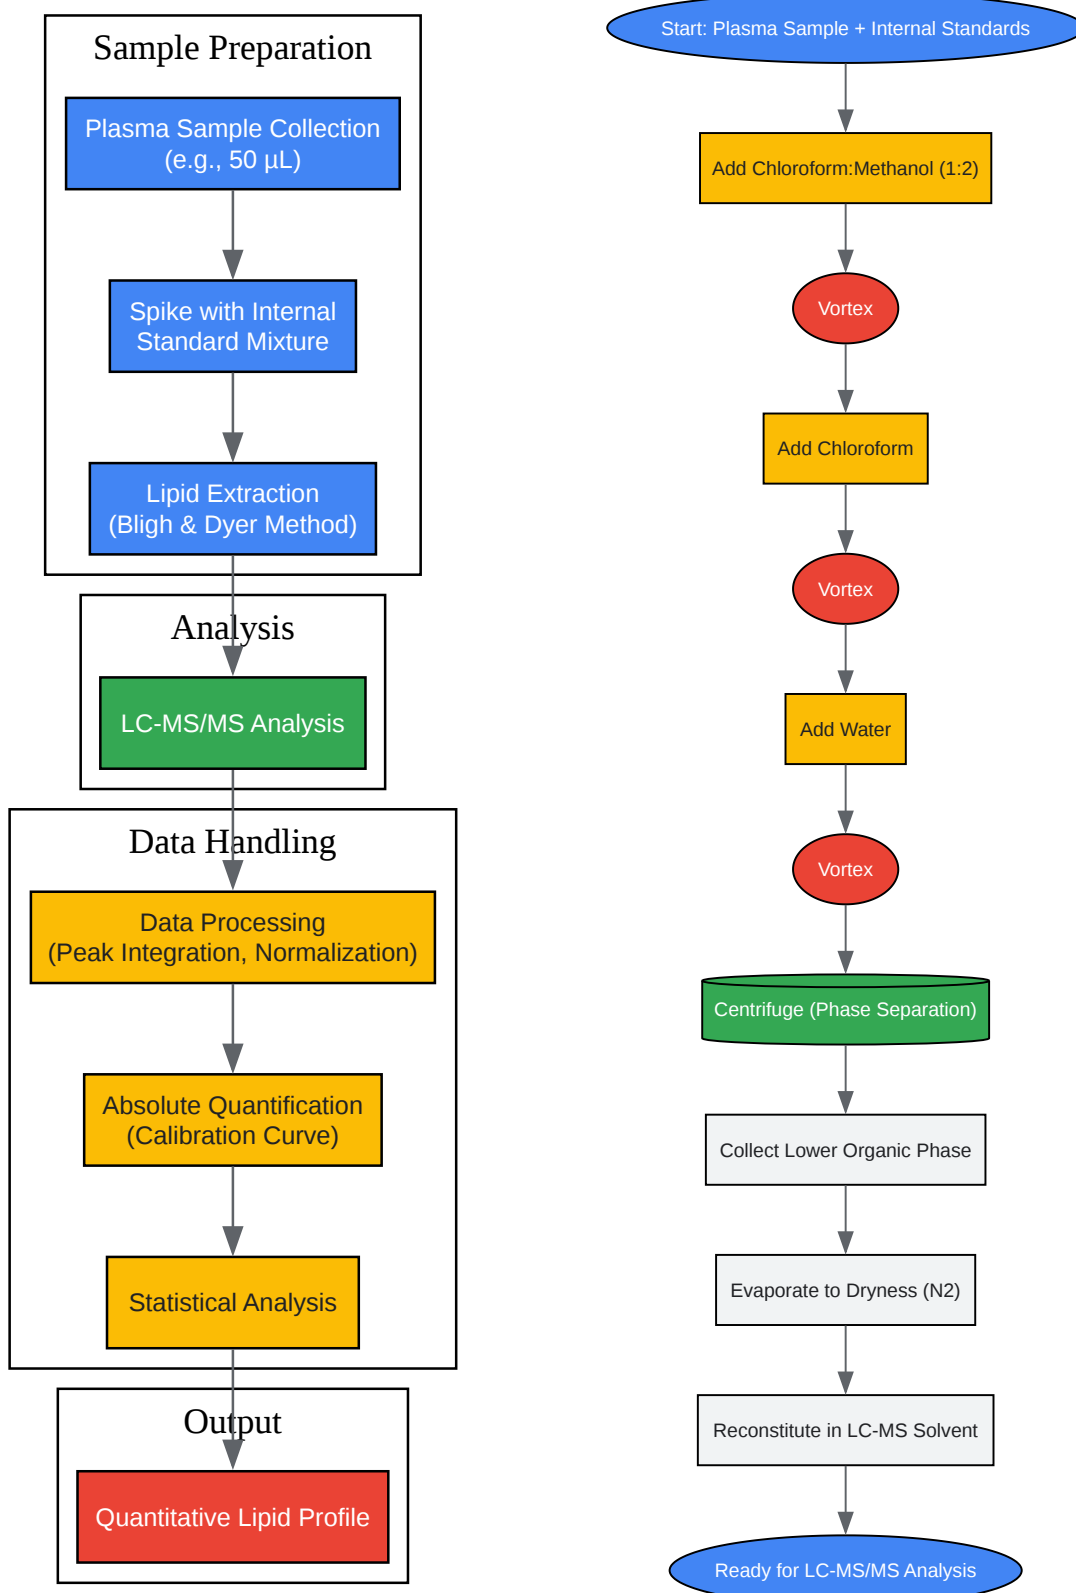 Sample Preparation
Plasma Sample Collection
(e.g., 50 µL)
Spike with Internal
Standard Mixture
Lipid Extraction
(Bligh & Dyer Method)
Analysis
LC-MS/MS Analysis
Data Handling
Data Processing
(Peak Integration, Normalization)
Absolute Quantification
(Calibration Curve)
Statistical Analysis
Output
Quantitative Lipid Profile
Start: Plasma Sample + Internal Standards
Add Chloroform:Methanol (1:2)
Vortex
Add Chloroform
Vortex
Add Water
Vortex
Centrifuge (Phase Separation)
Collect Lower Organic Phase
Evaporate to Dryness (N2)
Reconstitute in LC-MS Solvent
Ready for LC-MS/MS Analysis